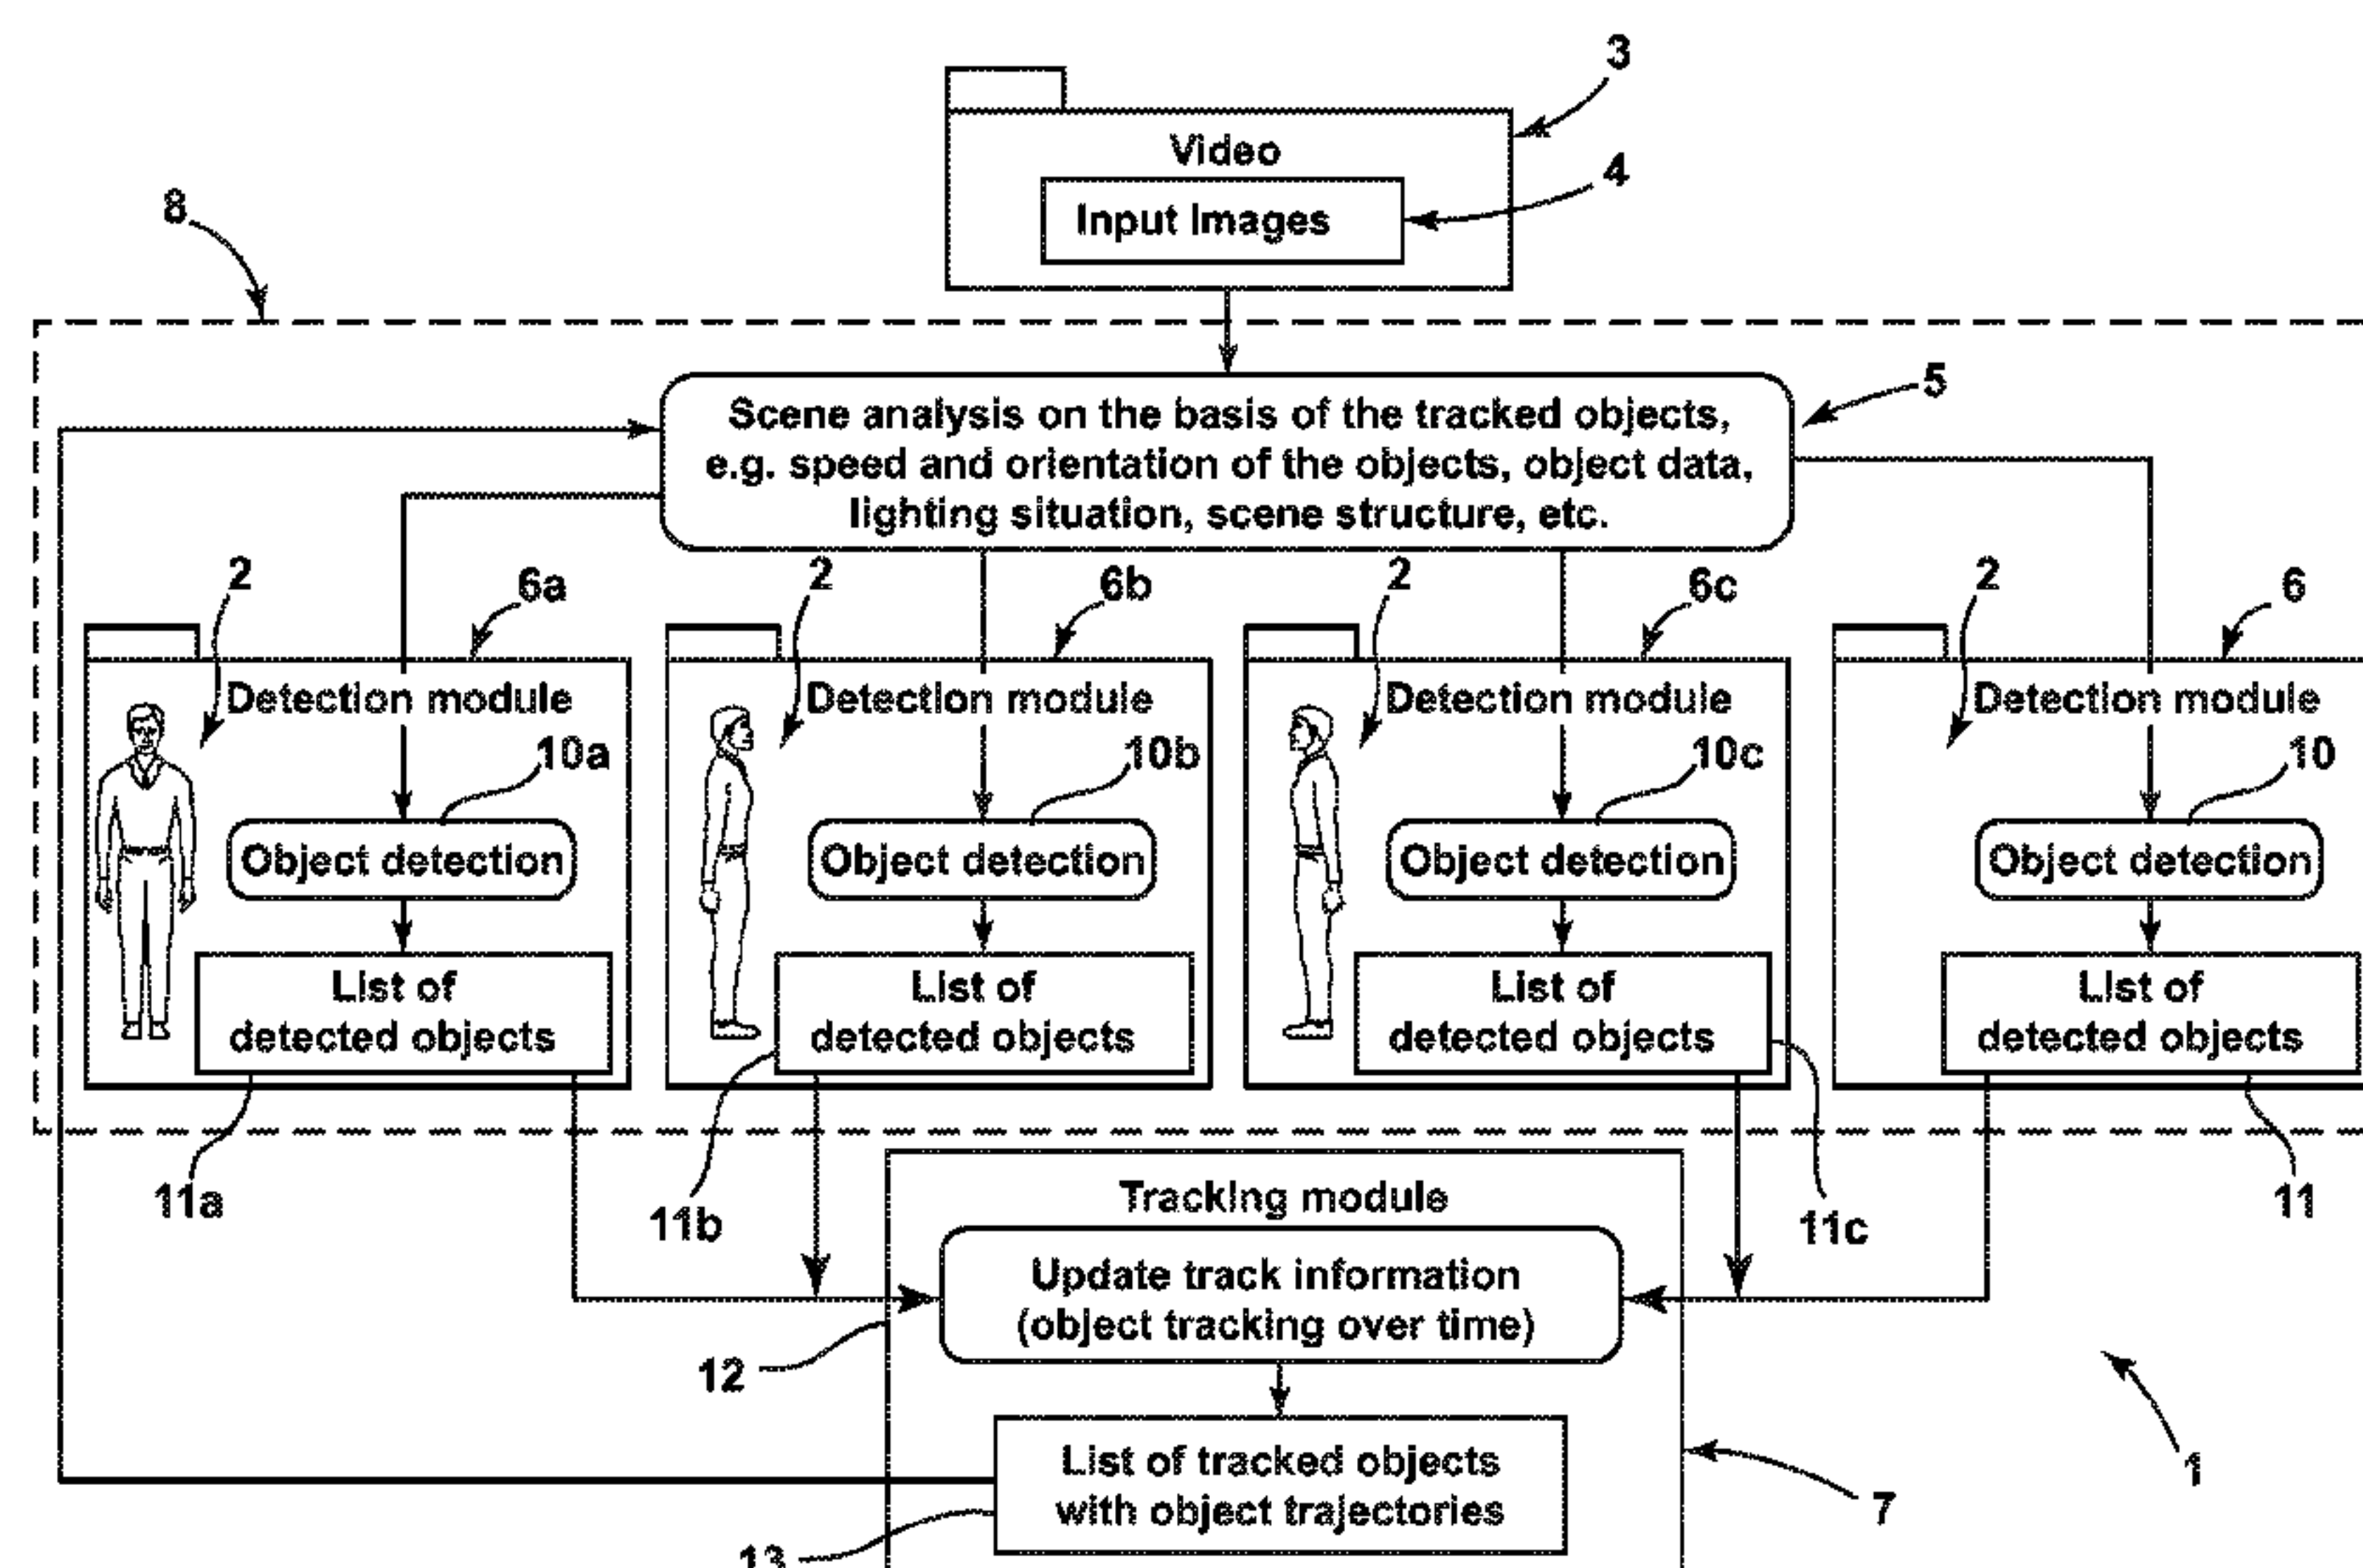 3
Video
4
Input Images
8
5
Scene analysis on the basis of the tracked objects,
e.g. speed and orientation of the objects, object data,
lighting situation, scene structure, etc.
2
6a
2
6b
2
6c
2
6
Detection module
Detection module
Detection module
Detection module
10a
10b
10c
10
Object detection
Object detection
Object detection
Object detection
List of
detected objects
List of
detected objects
List of
detected objects
List of
detected objects
11a
11b
11c
11
Tracking module
Update track information
(object tracking over time)
12
List of tracked objects
with object trajectories
1
7
13